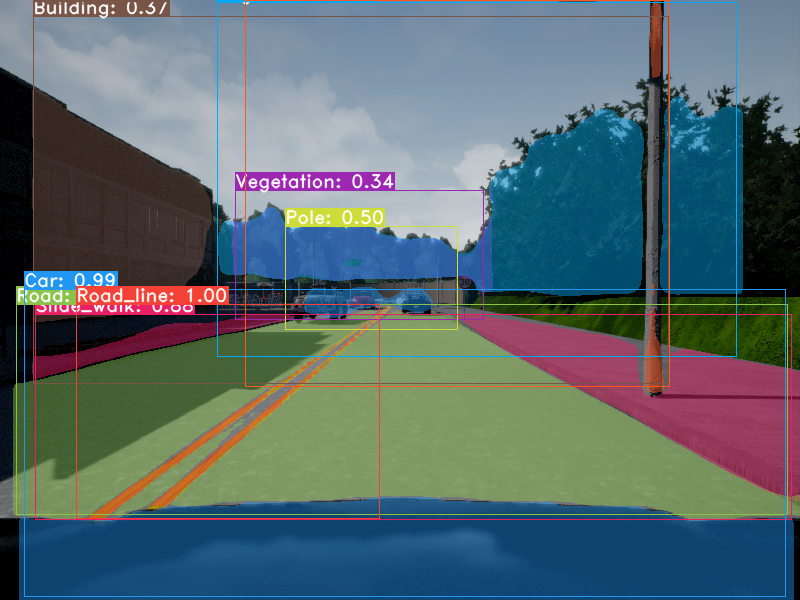 Building: 0.37
Vegetation: 0.34
Pole: 0.50
Car: 0.99
Road: Road_line: 1.00
Side_walk: 0.88